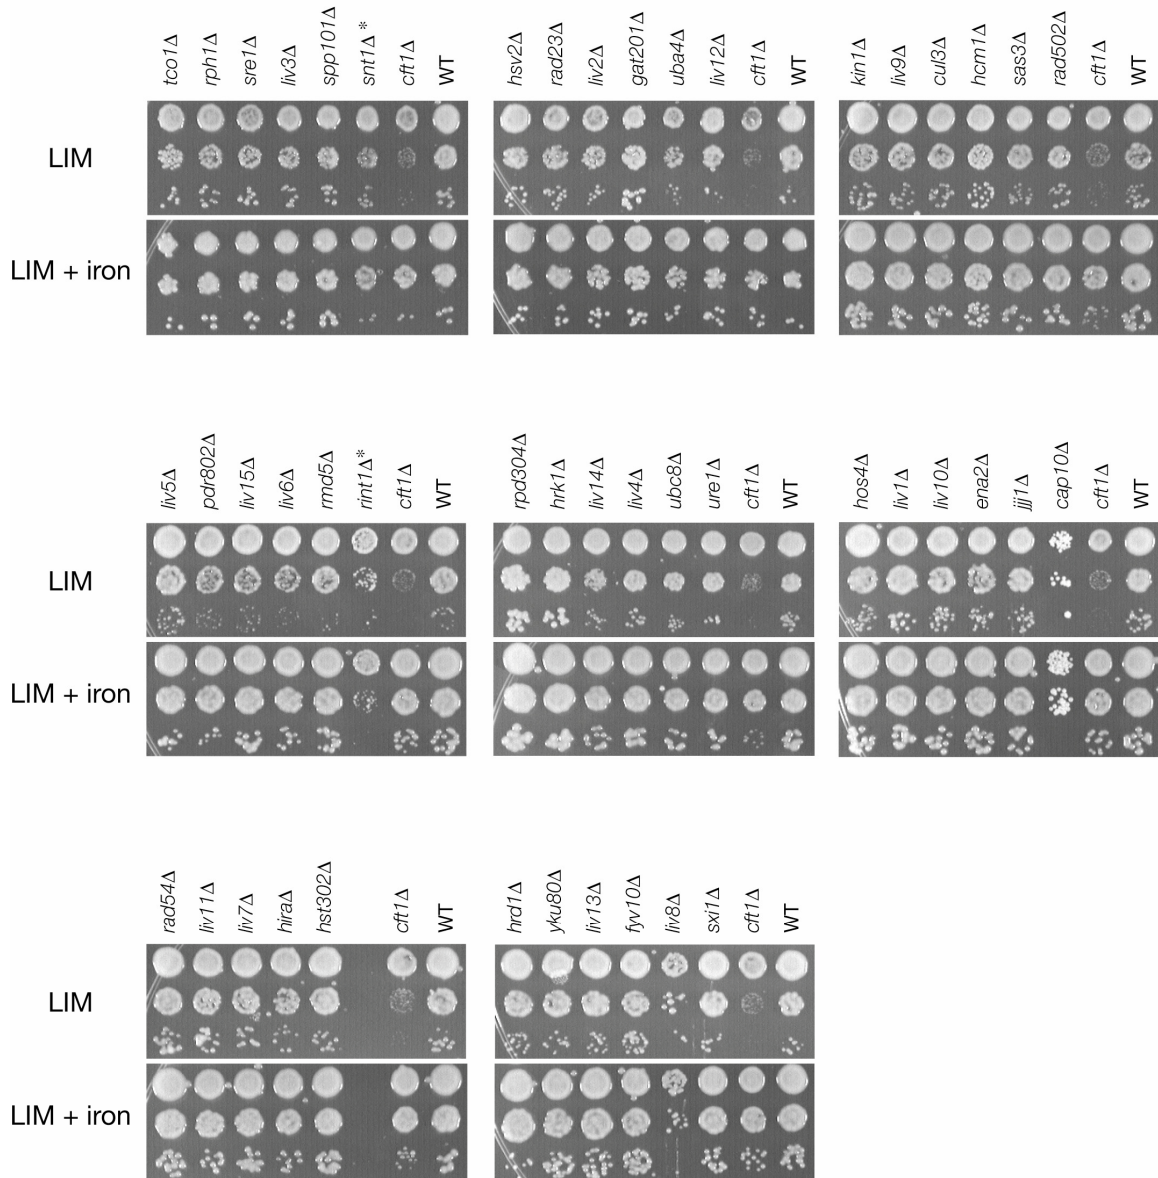 tco1Δ rph1Δ sre1Δ liv3Δ spp101Δ snt1Δ* cft1Δ WT
hsv2Δ rad23Δ liv2Δ gat201Δ uba4Δ liv12Δ cft1Δ WT
kin1Δ liv9Δ cul3Δ hcm1Δ sas3Δ rad502Δ cft1Δ WT
LIM
LIM + iron
liv5Δ pdr802Δ liv15Δ liv6Δ rmd5Δ rint1Δ* cft1Δ WT
rpd304Δ hrk1Δ liv14Δ liv4Δ ubc8Δ ure1Δ cft1Δ WT
hos4Δ liv1Δ liv10Δ ena2Δ jjj1Δ cap10Δ cft1Δ WT
LIM
LIM + iron
rad54Δ liv11Δ liv7Δ hiraΔ hst302Δ cft1Δ WT
hrd1Δ yku80Δ liv13Δ fyv10Δ liv8Δ sxi1Δ cft1Δ WT
LIM
LIM + iron